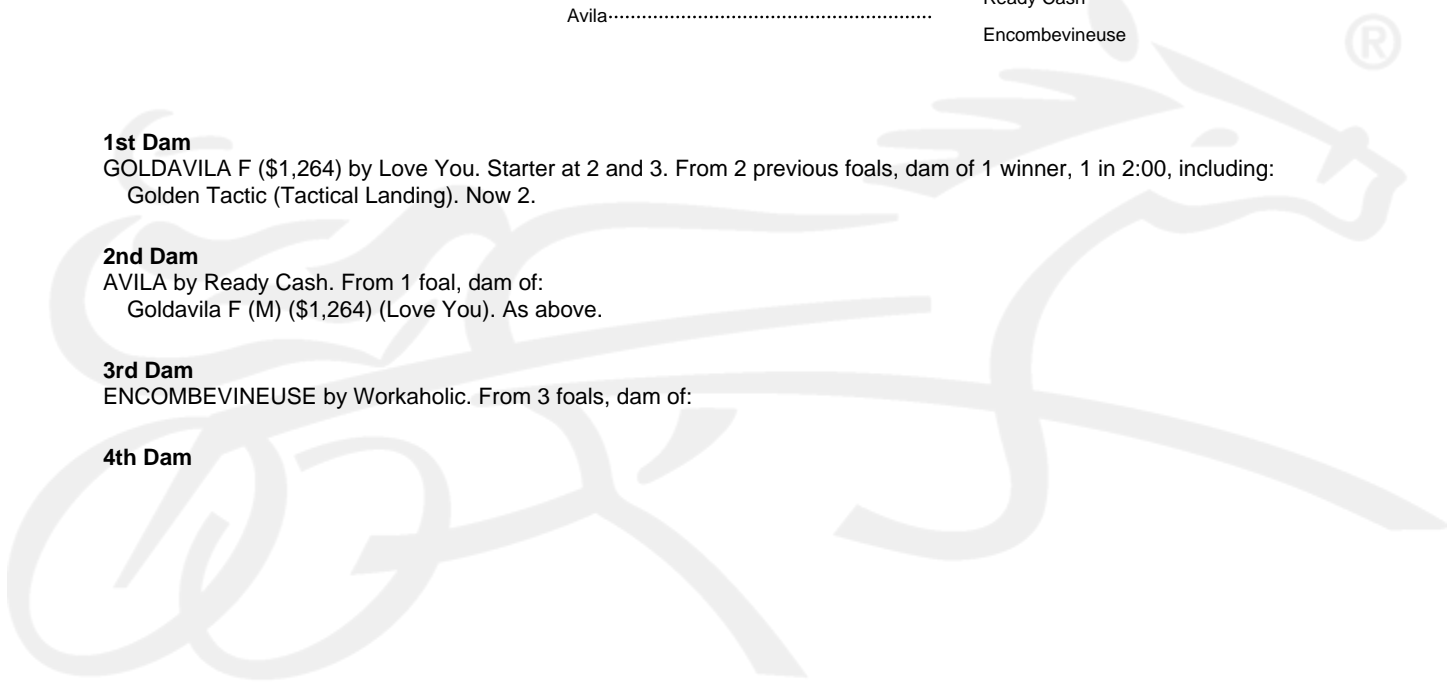 Ready Cash
Avila
Encombevineuse
®
1st Dam
GOLDAVILA F ($1,264) by Love You. Starter at 2 and 3. From 2 previous foals, dam of 1 winner, 1 in 2:00, including:
Golden Tactic (Tactical Landing). Now 2.
2nd Dam
AVILA by Ready Cash. From 1 foal, dam of:
Goldavila F (M) ($1,264) (Love You). As above.
3rd Dam
ENCOMBEVINEUSE by Workaholic. From 3 foals, dam of:
4th Dam